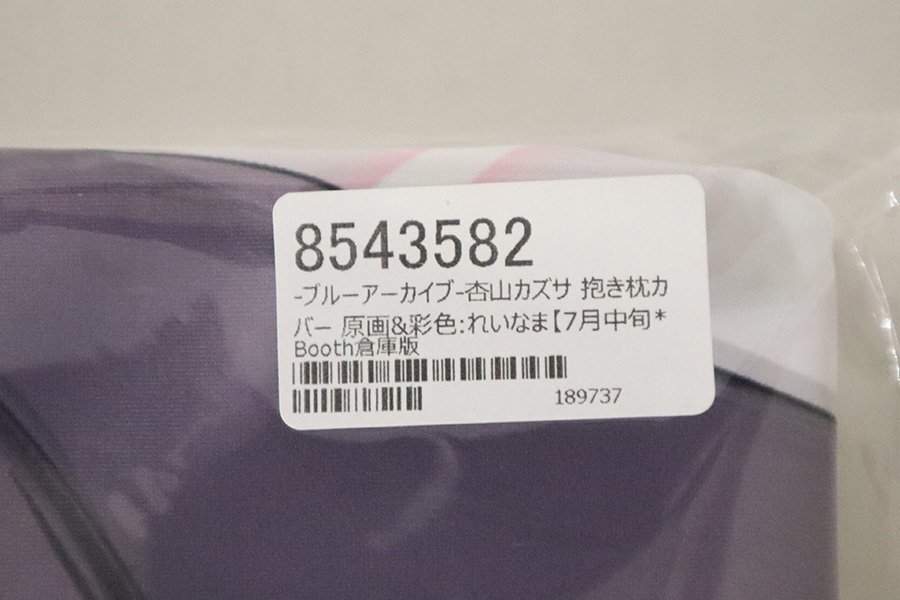 8543582
-ブルーアーカイブ-杏山カズサ 抱き枕カ
バー 原画&彩色:れいなま【7月中旬*
Booth倉庫版
189737